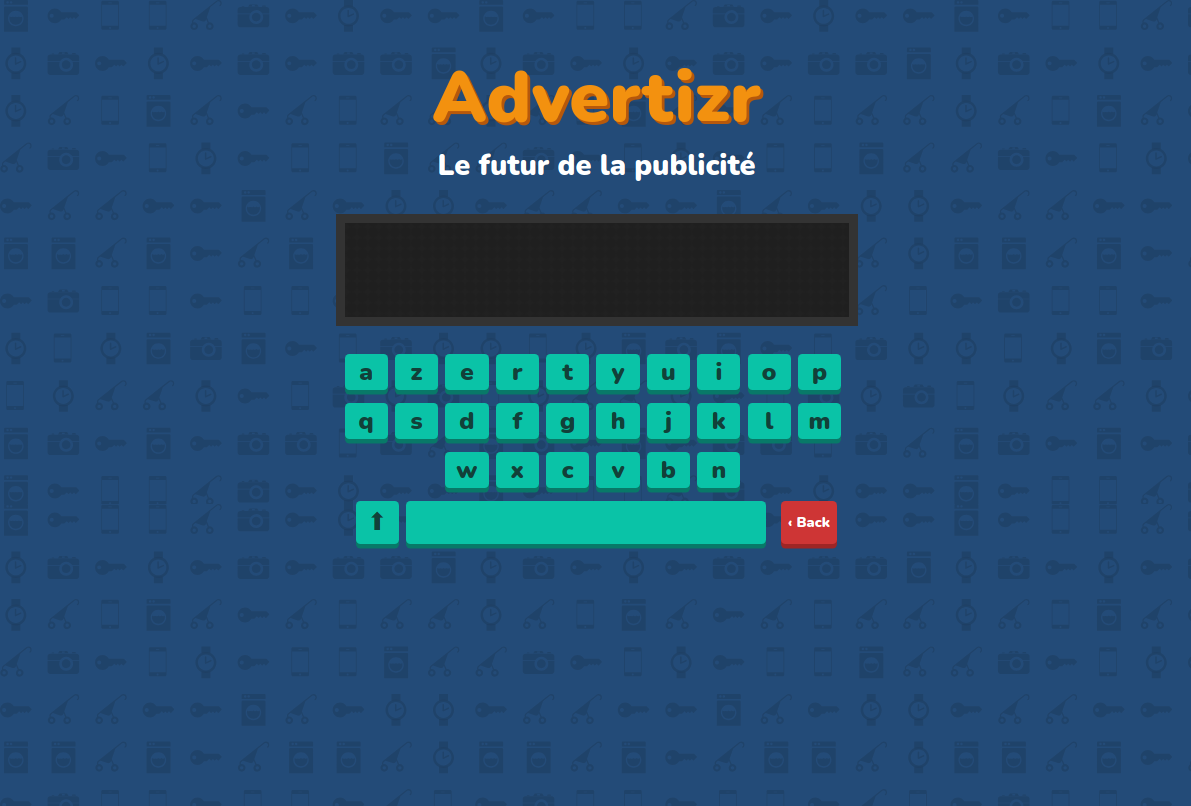 Advertizr
Le futur de la publicité
a z e r t y u i o p
q s d f g h j k l m
w x c v b n
⬆ ‹ Back